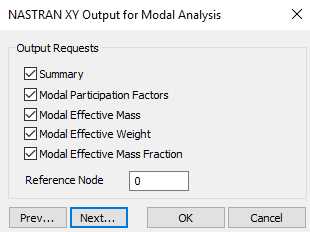 NASTRAN XY Output for Modal Analysis
Output Requests
Summary
Modal Participation Factors
Modal Effective Mass
Modal Effective Weight
Modal Effective Mass Fraction
Reference Node 0
Prev... Next... OK Cancel